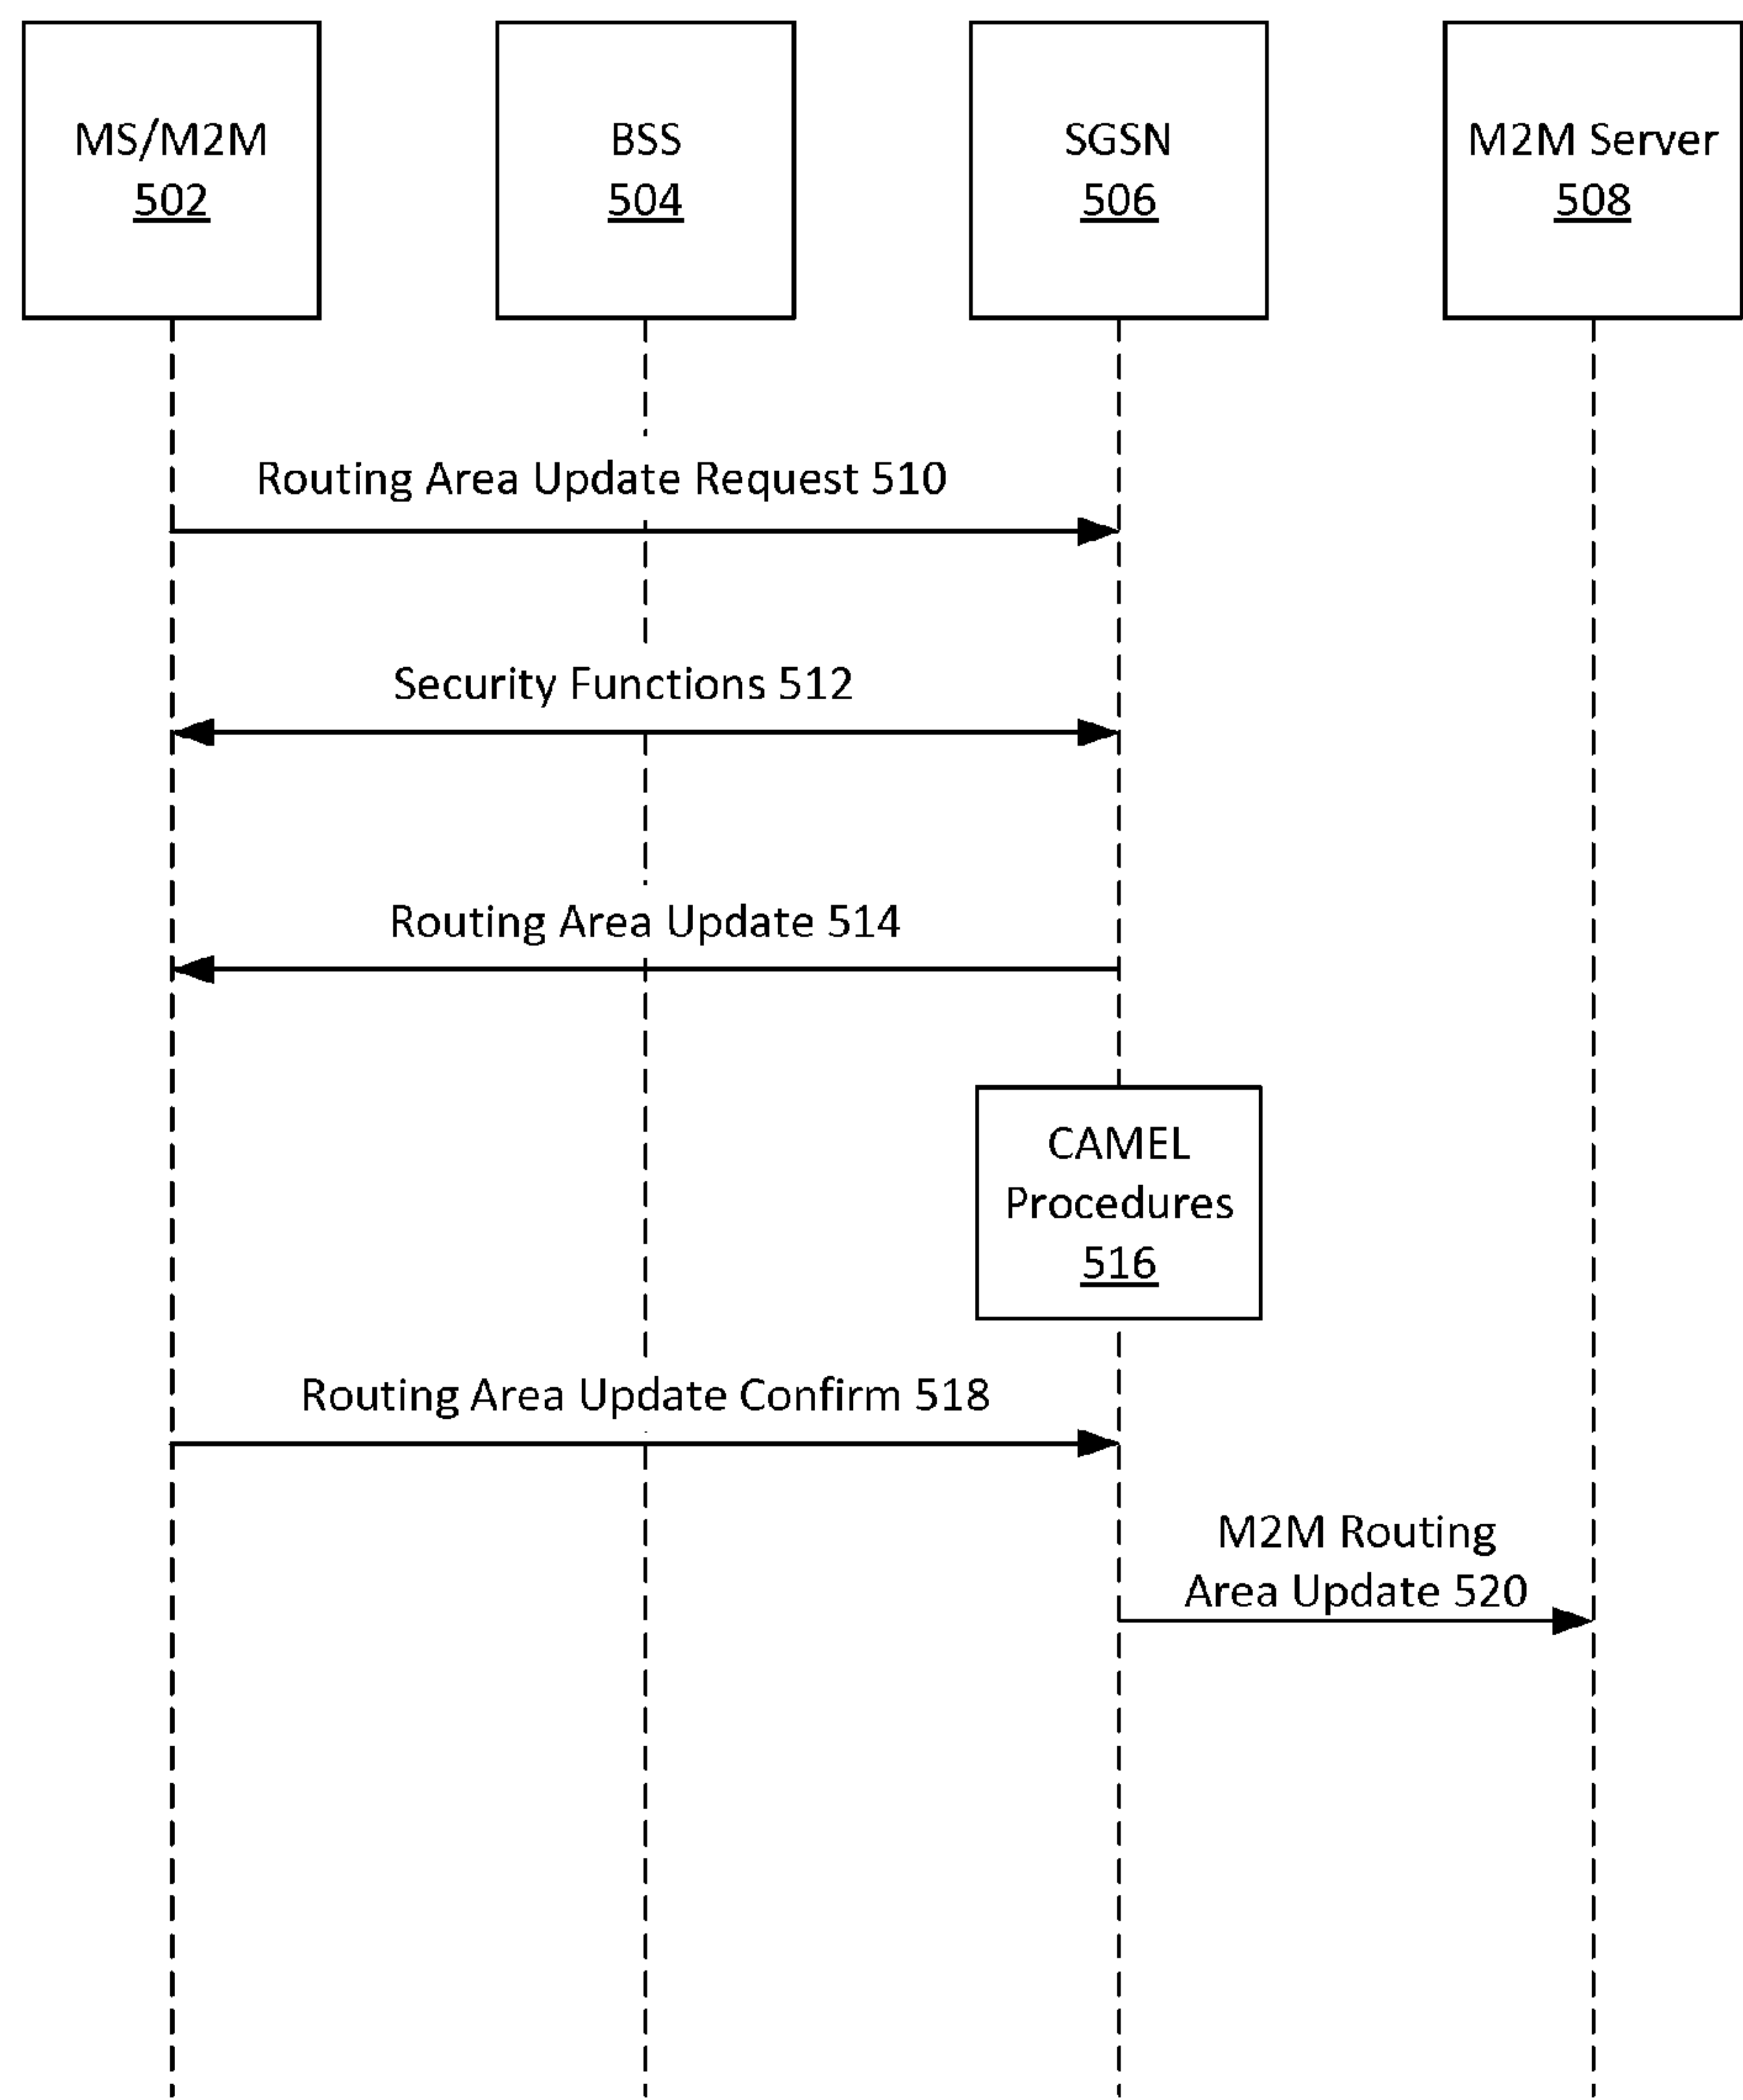 MS/M2M
502
BSS
504
SGSN
506
M2M Server
508
Routing Area Update Request 510
Security Functions 512
Routing Area Update 514
CAMEL
Procedures
516
Routing Area Update Confirm 518
M2M Routing
Area Update 520